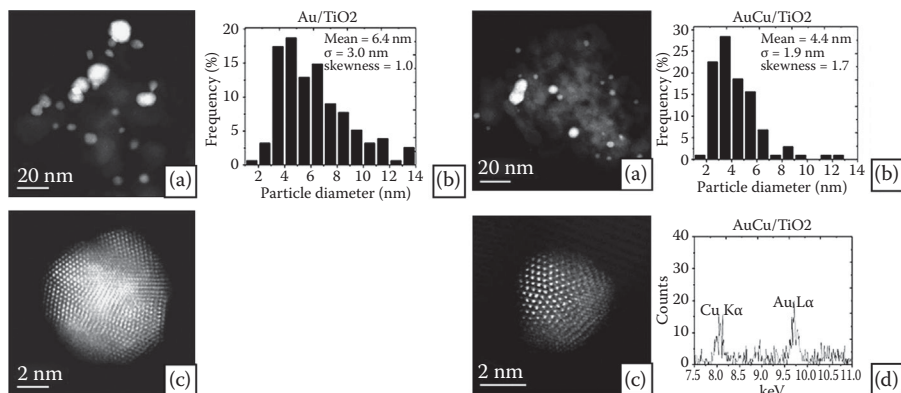 Au/TiO2
20
15
10
5
0
Frequency (%)
Mean = 6.4 nm
σ = 3.0 nm
skewness = 1.0
2 4 6 8 10 12 14
Particle diameter (nm)
20 nm
(a)
(b)
AuCu/TiO2
30
25
20
15
10
5
0
Frequency (%)
Mean = 4.4 nm
σ = 1.9 nm
skewness = 1.7
2 4 6 8 10 12 14
Particle diameter (nm)
20 nm
(a)
(b)
2 nm
(c)
2 nm
(c)
AuCu/TiO2
40
30
20
10
0
Counts
Cu Kα
Au Lα
7.5 8.0 8.5 9.0 9.5 10.0 10.5 11.0
keV
(d)